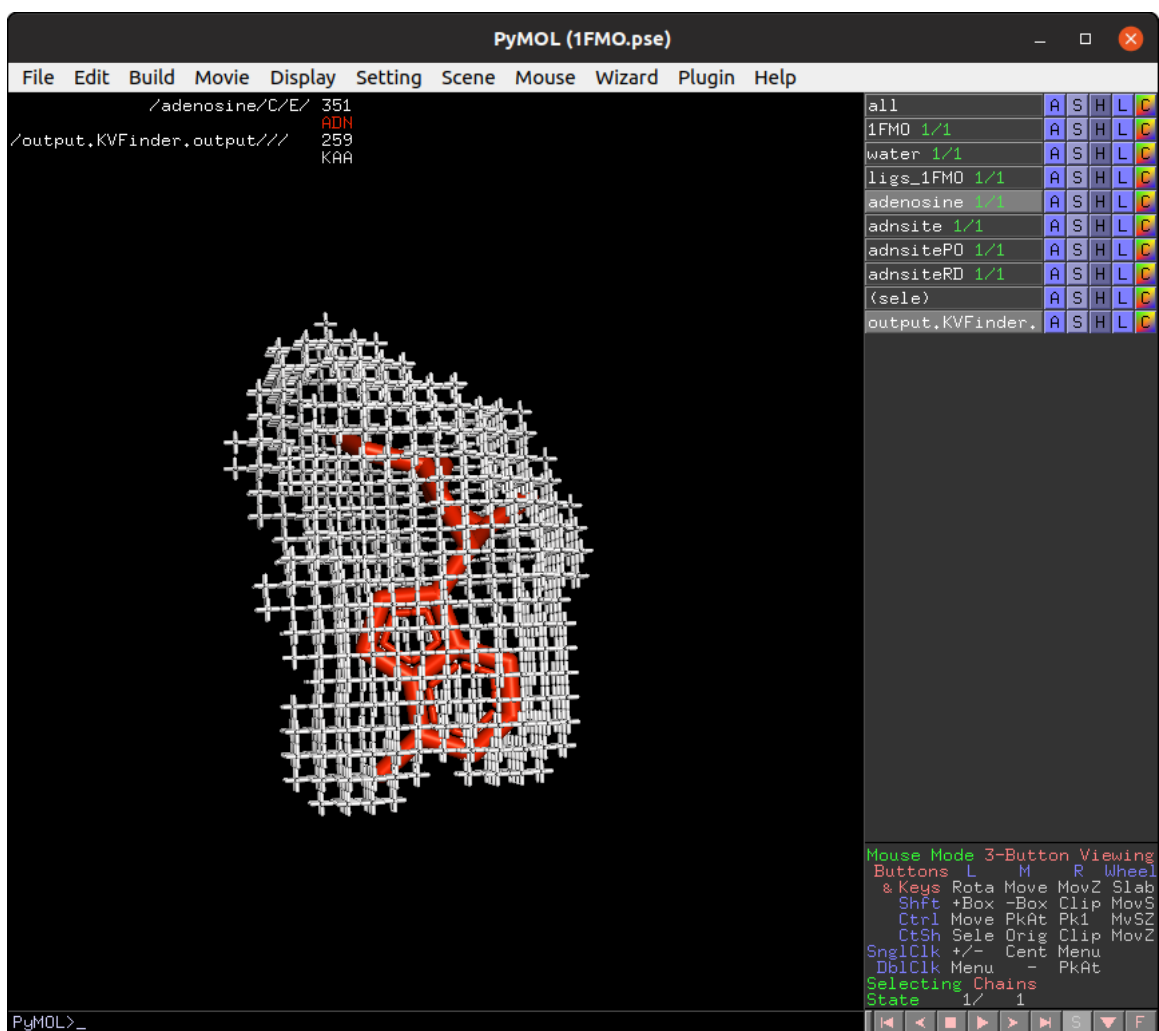 PyMOL (1FMO.pse)
File Edit Build Movie Display Setting Scene Mouse Wizard Plugin Help
/adenosine/C/E/ 351
ADN
/output.KVFinder.output/// 259
KAA
all A S H L C
1FMO 1/1 A S H L C
water 1/1 A S H L C
ligs_1FMO 1/1 A S H L C
adenosine 1/1 A S H L C
adnsite 1/1 A S H L C
adnsitePO 1/1 A S H L C
adnsiteRD 1/1 A S H L C
(sele) A S H L C
output.KVFinder. A S H L C
Mouse Mode 3-Button Viewing
Buttons L M R Wheel
& Keys Rota Move MovZ Slab
Shft +Box -Box Clip MovS
Ctrl Move PkAt Pk1 MvSZ
CtSh Sele Orig Clip MovZ
SnglClk +/- Cent Menu
DblClk Menu - PkAt
Selecting Chains
State 1/ 1
PyMOL>_
S F